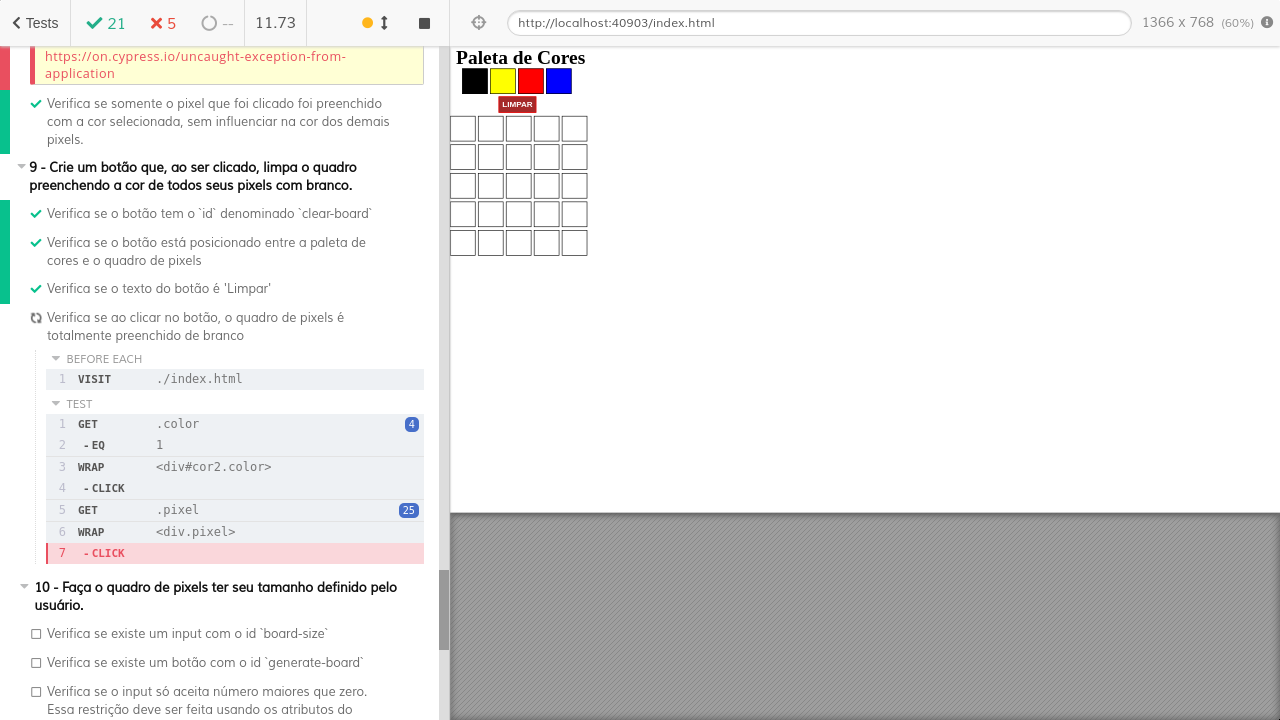 Tests
21
5
--
11.73
http://localhost:40903/index.html
1366 x 768 (60%)
https://on.cypress.io/uncaught-exception-from-
application
Verifica se somente o pixel que foi clicado foi preenchido
com a cor selecionada, sem influenciar na cor dos demais
pixels.
9 - Crie um botão que, ao ser clicado, limpa o quadro
preenchendo a cor de todos seus pixels com branco.
Verifica se o botão tem o `id` denominado `clear-board`
Verifica se o botão está posicionado entre a paleta de
cores e o quadro de pixels
Verifica se o texto do botão é 'Limpar'
Verifica se ao clicar no botão, o quadro de pixels é
totalmente preenchido de branco
BEFORE EACH
1 VISIT ./index.html
TEST
1 GET .color 4
2 - EQ 1
3 WRAP <div#cor2.color>
4 - CLICK
5 GET .pixel 25
6 WRAP <div.pixel>
7 - CLICK
10 - Faça o quadro de pixels ter seu tamanho definido pelo
usuário.
Verifica se existe um input com o id `board-size`
Verifica se existe um botão com o id `generate-board`
Verifica se o input só aceita número maiores que zero.
Essa restrição deve ser feita usando os atributos do
Paleta de Cores
LIMPAR